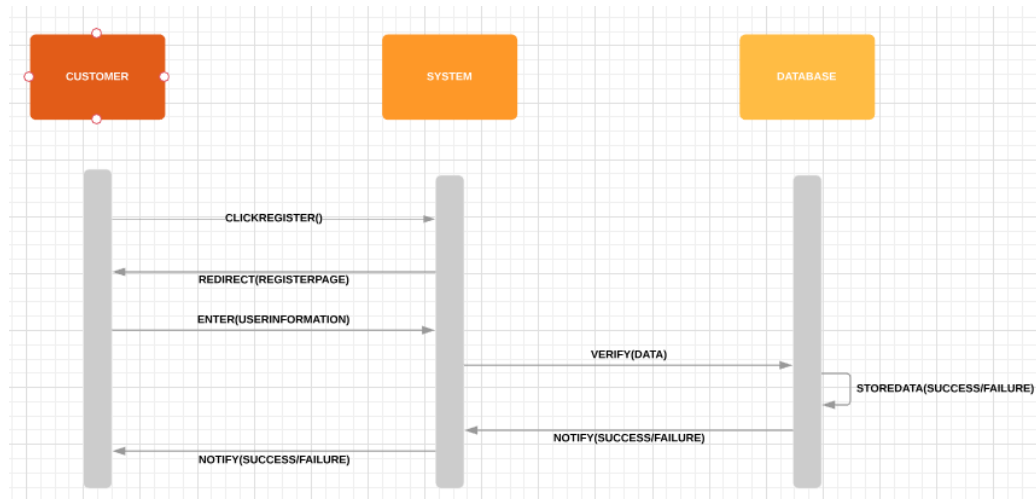 CUSTOMER
SYSTEM
DATABASE
CLICKREGISTER()
REDIRECT(REGISTERPAGE)
ENTER(USERINFORMATION)
VERIFY(DATA)
STOREDATA(SUCCESS/FAILURE)
NOTIFY(SUCCESS/FAILURE)
NOTIFY(SUCCESS/FAILURE)